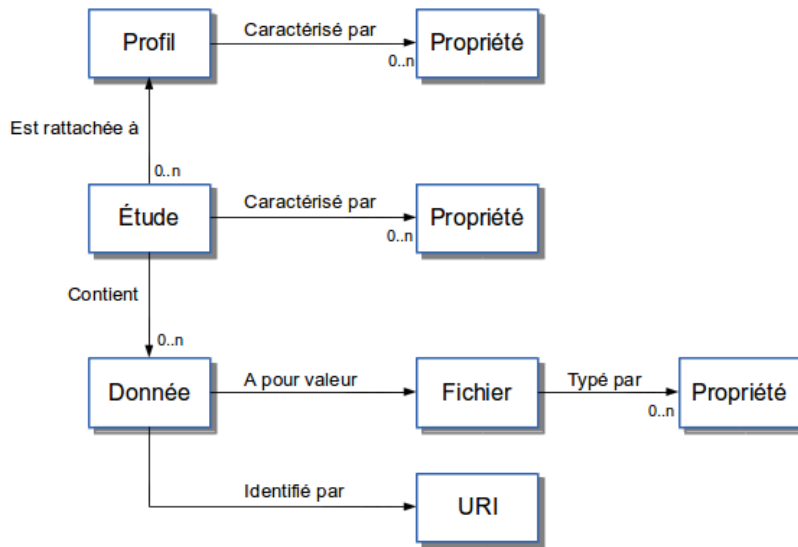 Profil
Caractérisé par
Propriété
0..n
Est rattachée à
0..n
Étude
Caractérisé par
Propriété
0..n
Contient
0..n
Donnée
A pour valeur
Fichier
Typé par
Propriété
0..n
Identifié par
URI